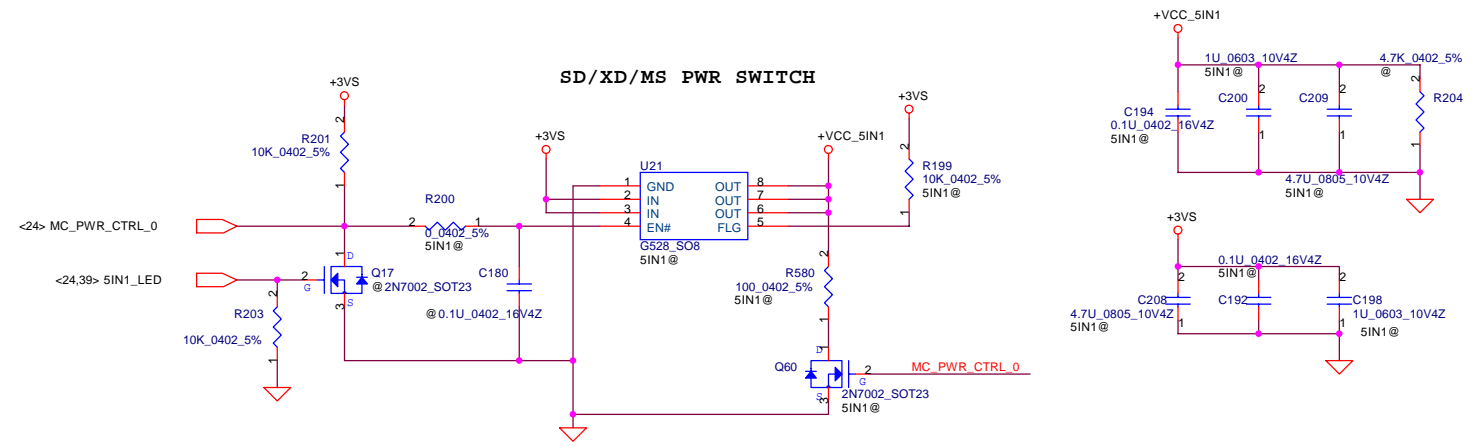 SD/XD/MS PWR SWITCH
+3VS
2
R201
10K_0402_5%
1
<24> MC_PWR_CTRL_0
<24,39> 5IN1_LED
R200
2
1
0_0402_5%
5IN1@
1
D
2
G
Q17
@ 2N7002_SOT23
S
3
2
R203
10K_0402_5%
1
C180
@ 0.1U_0402_16V4Z
+3VS
U21
1
GND
OUT
8
2
IN
OUT
7
3
IN
OUT
6
4
EN#
FLG
5
G528_SO8
5IN1@
+VCC_5IN1
+3VS
2
R199
10K_0402_5%
5IN1@
1
2
R580
100_0402_5%
5IN1@
1
1
D
Q60
2
G
MC_PWR_CTRL_0
2N7002_SOT23
S
3
5IN1@
+VCC_5IN1
1U_0603_10V4Z
5IN1@
4.7K_0402_5%
@
C194
0.1U_0402_16V4Z
5IN1@
2
C200
1
2
C209
1
2
R204
1
4.7U_0805_10V4Z
5IN1@
+3VS
0.1U_0402_16V4Z
5IN1@
2
C208
4.7U_0805_10V4Z
1
5IN1@
C192
2
C198
1U_0603_10V4Z
1
5IN1@